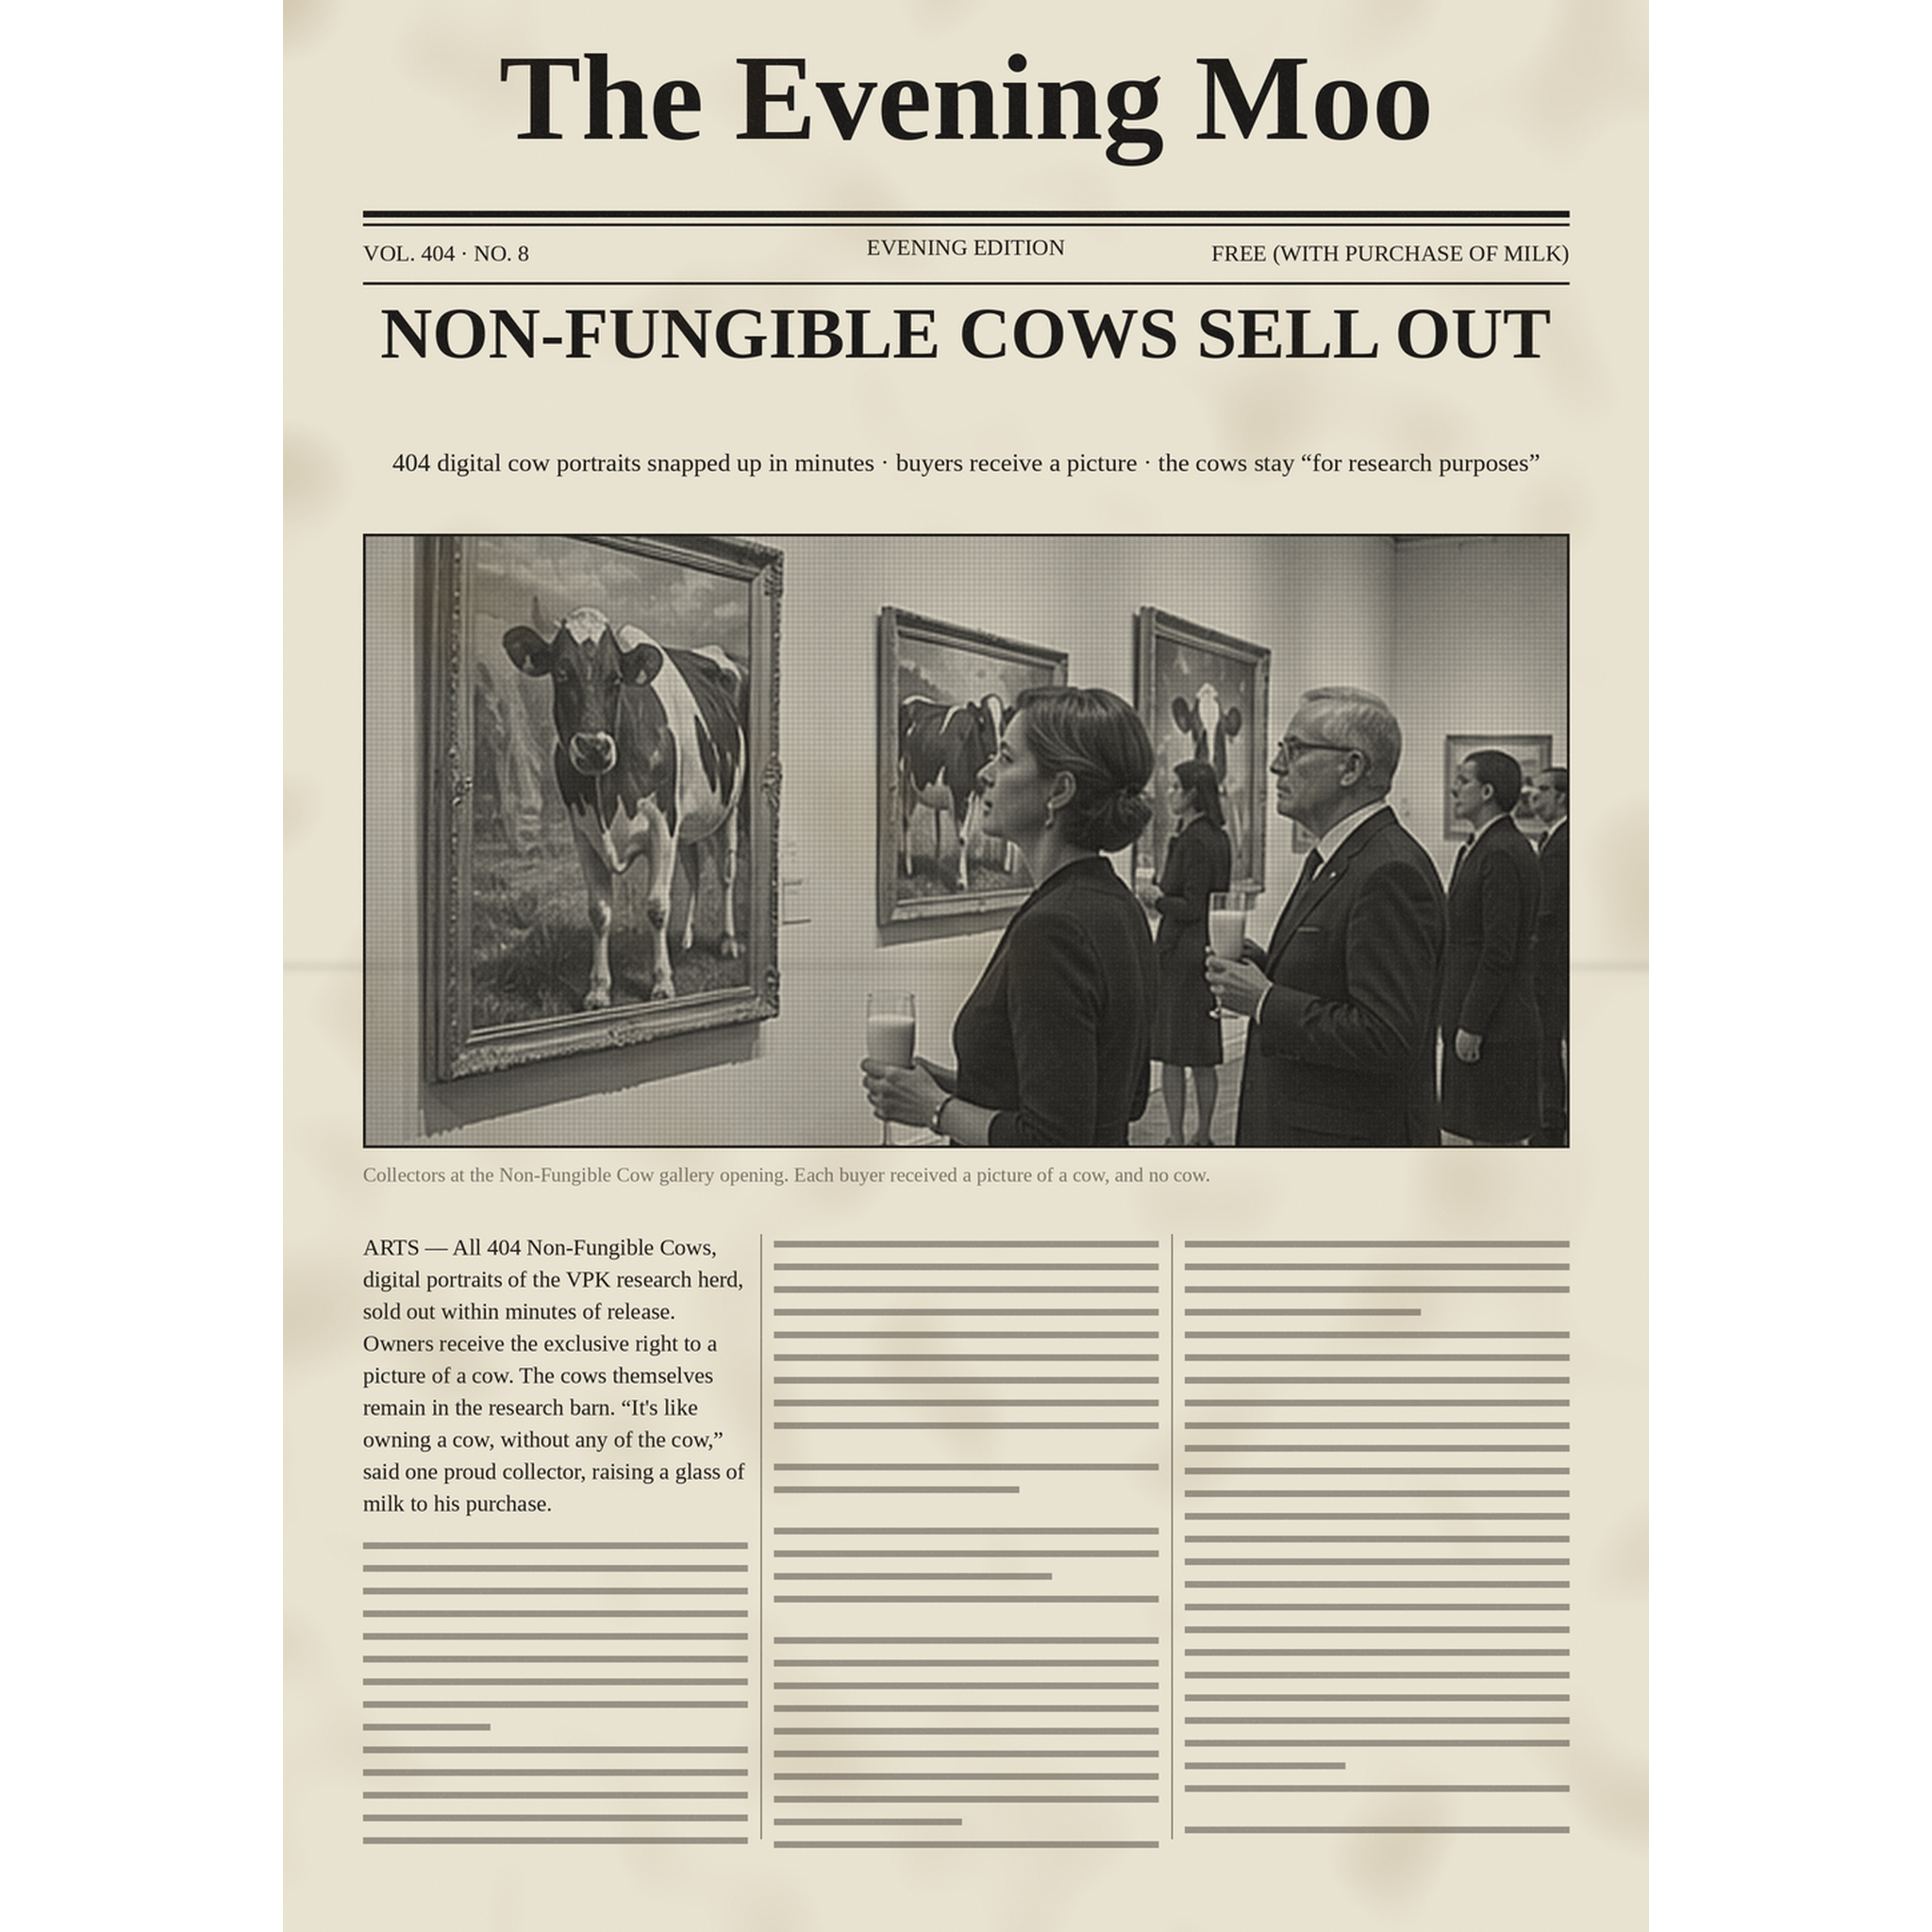 The Evening Moo
VOL. 404 · NO. 8
EVENING EDITION
FREE (WITH PURCHASE OF MILK)
NON-FUNGIBLE COWS SELL OUT
404 digital cow portraits snapped up in minutes · buyers receive a picture · the cows stay “for research purposes”
Collectors at the Non-Fungible Cow gallery opening. Each buyer received a picture of a cow, and no cow.
ARTS — All 404 Non-Fungible Cows,
digital portraits of the VPK research herd,
sold out within minutes of release.
Owners receive the exclusive right to a
picture of a cow. The cows themselves
remain in the research barn. “It's like
owning a cow, without any of the cow,”
said one proud collector, raising a glass of
milk to his purchase.